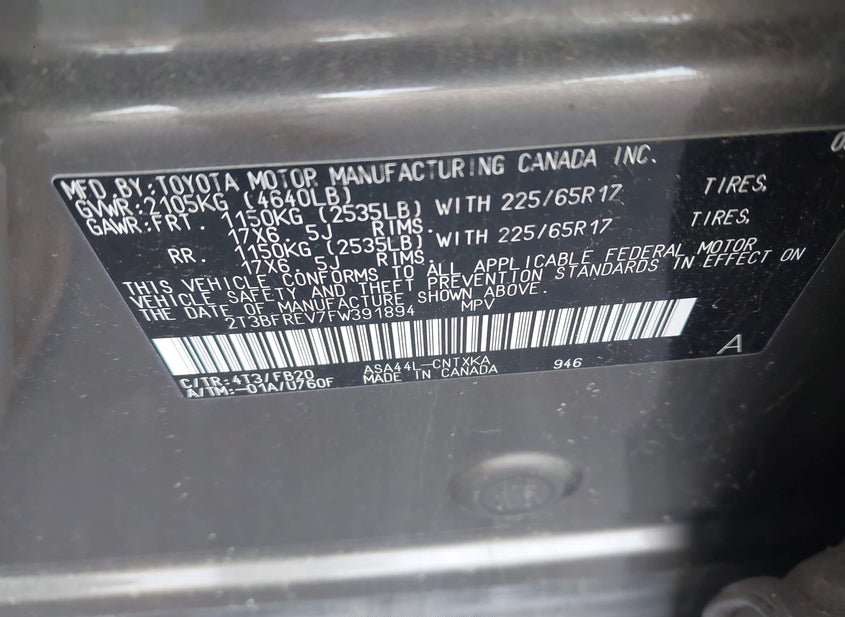 MFD BY: TOYOTA MOTOR MANUFACTURING CANADA INC.
GVWR: 2105KG (4640LB)
GAWR: FRT. 1150KG (2535LB) WITH 225/65R17 TIRES,
17X6. 5J RIMS.
RR. 1150KG (2535LB) WITH 225/65R17 TIRES,
17X6. 5J RIMS.
THIS VEHICLE CONFORMS TO ALL APPLICABLE FEDERAL MOTOR
VEHICLE SAFETY AND THEFT PREVENTION STANDARDS IN EFFECT ON
THE DATE OF MANUFACTURE SHOWN ABOVE.
2T3BFREV7FW391894 MPV
A
C/TR: 4T3/FB20 ASA44L-CNTXKA 946
A/TM: -01A/U760F MADE IN CANADA